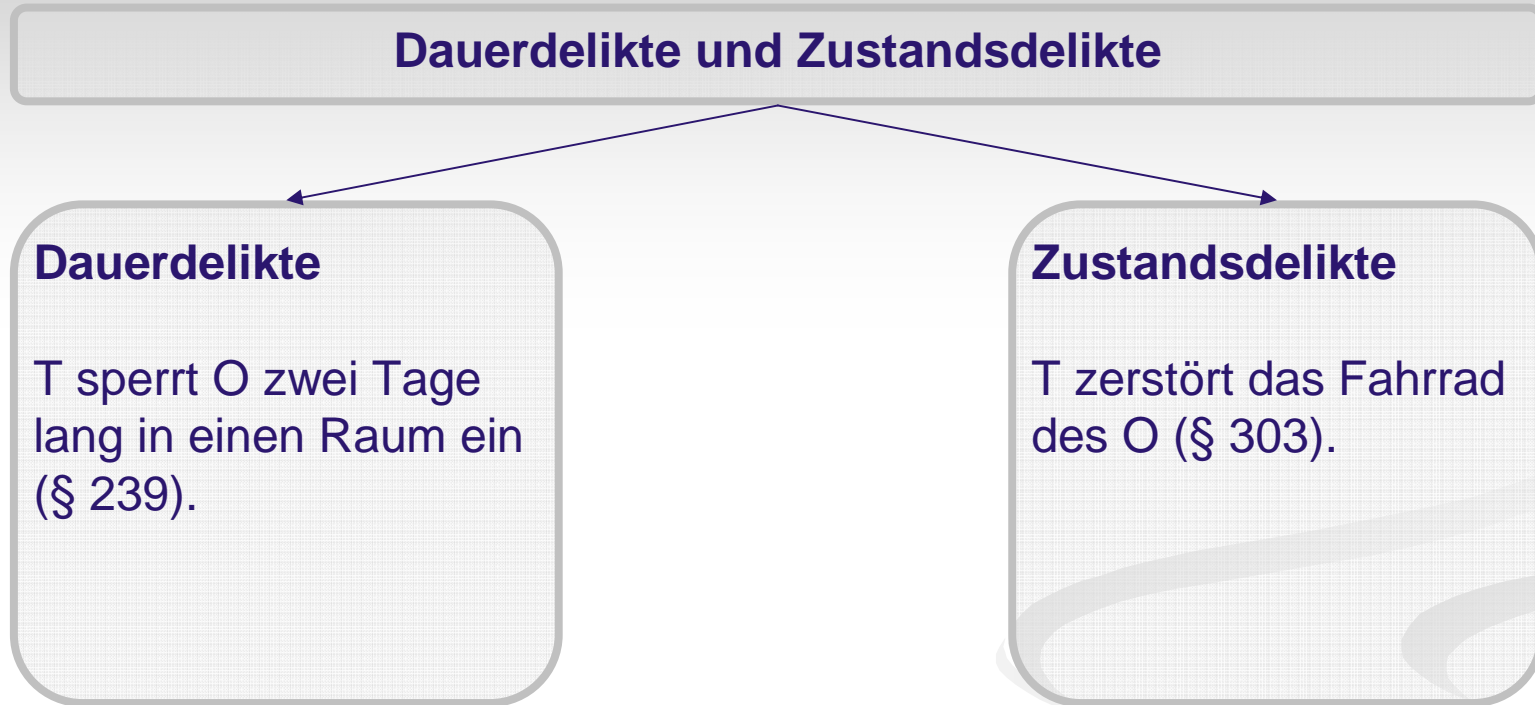 Dauerdelikte und Zustandsdelikte
Dauerdelikte
T sperrt O zwei Tage
lang in einen Raum ein
(§ 239).
Zustandsdelikte
T zerstört das Fahrrad
des O (§ 303).